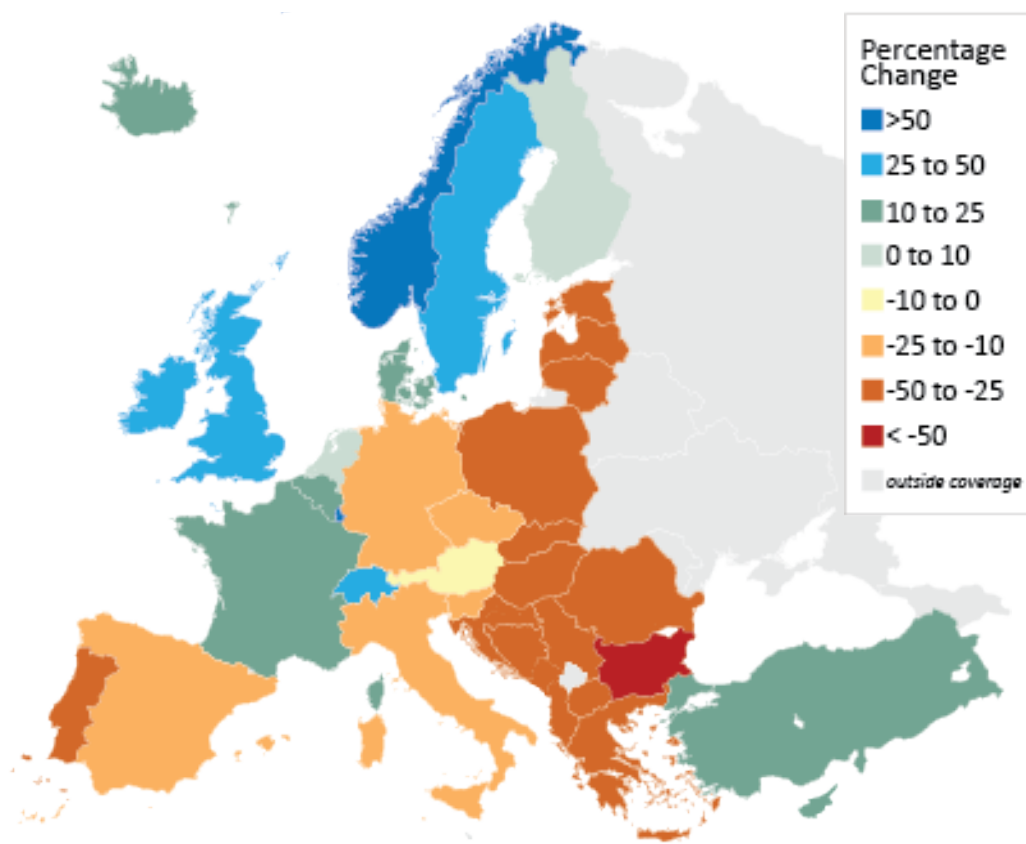 Percentage
Change
>50
25 to 50
10 to 25
0 to 10
-10 to 0
-25 to -10
-50 to -25
< -50
outside coverage